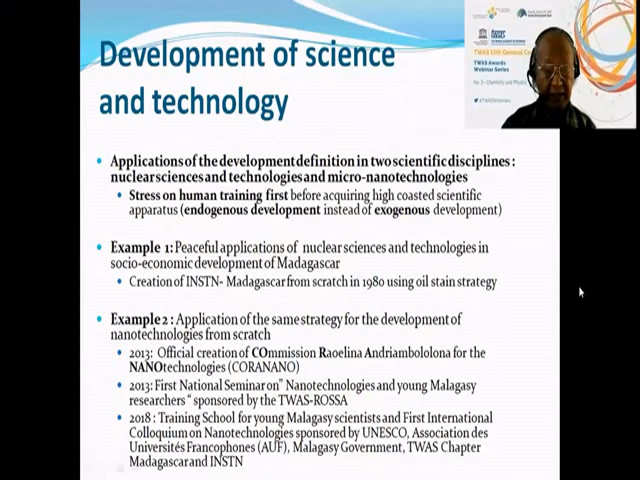 Development of science
and technology
• Applications of the development definition in two scientific disciplines :
nuclear sciences and technologies and micro-nanotechnologies
• Stress on human training first before acquiring high coasted scientific
apparatus (endogenous development instead of exogenous development)
• Example 1: Peaceful applications of nuclear sciences and technologies in
socio-economic development of Madagascar
• Creation of INSTN- Madagascar from scratch in 1980 using oil stain strategy
• Example 2 : Application of the same strategy for the development of
nanotechnologies from scratch
• 2013: Official creation of COmmission Raoelina Andriambololona for the
NANOtechnologies (CORANANO)
• 2013: First National Seminar on" Nanotechnologies and young Malagasy
researchers" sponsored by the TWAS-ROSSA
• 2018 : Training School for young Malagasy scientists and First International
Colloquium on Nanotechnologies sponsored by UNESCO, Association des
Universités Francophones (AUF), Malagasy Government, TWAS Chapter
Madagascar and INSTN
twas
TWAS 15th General Co
TWAS Awards
Webinar Series